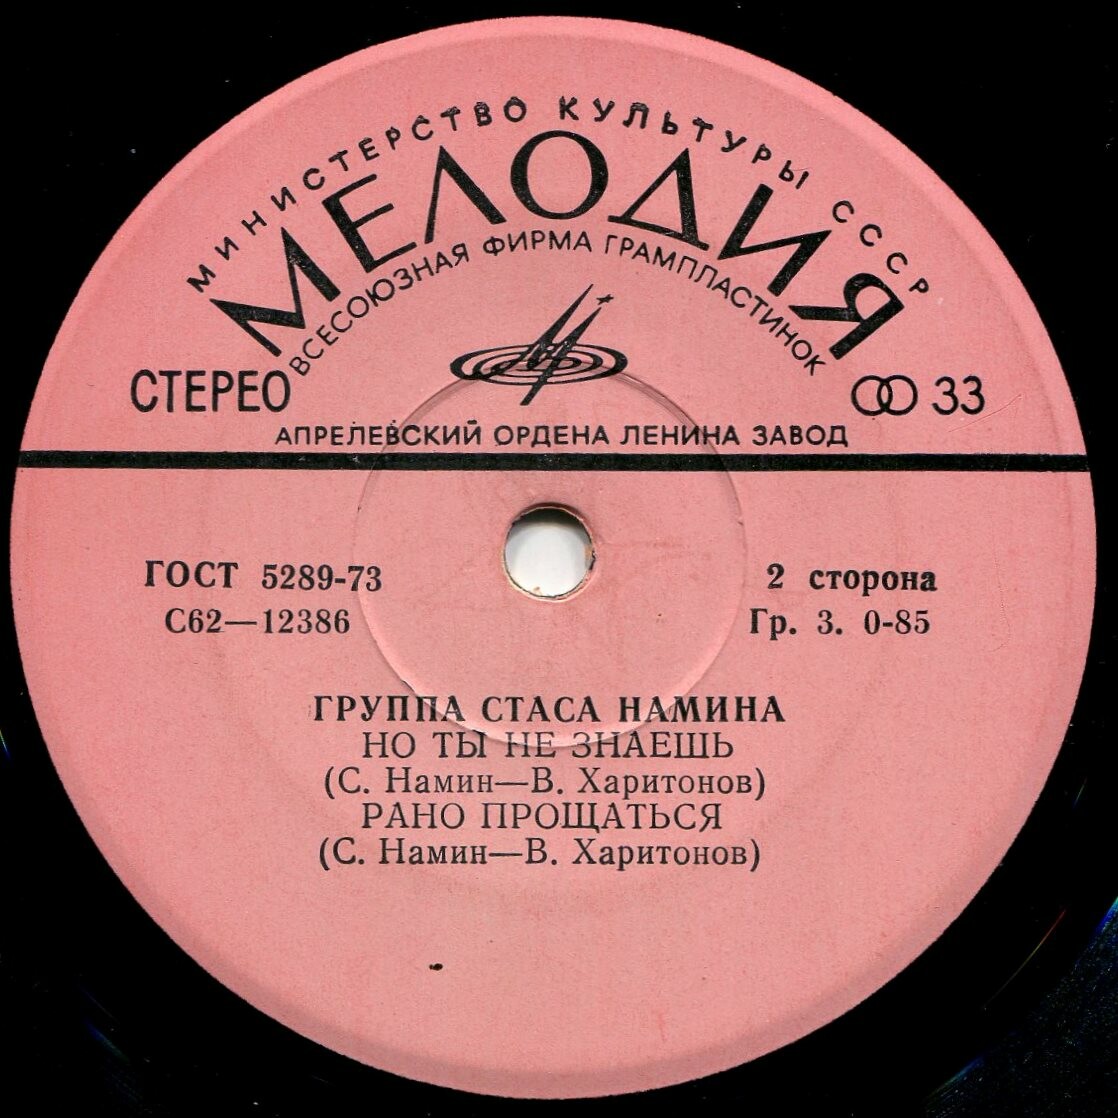 МИНИСТЕРСТВО КУЛЬТУРЫ СССР
МЕЛОДИЯ
ВСЕСОЮЗНАЯ ФИРМА ГРАМПЛАСТИНОК
СТЕРЕО
33
АПРЕЛЕВСКИЙ ОРДЕНА ЛЕНИНА ЗАВОД
ГОСТ 5289-73
2 сторона
С62—12386
Гр. 3. 0-85
ГРУППА СТАСА НАМИНА
НО ТЫ НЕ ЗНАЕШЬ
(С. Намин—В. Харитонов)
РАНО ПРОЩАТЬСЯ
(С. Намин—В. Харитонов)